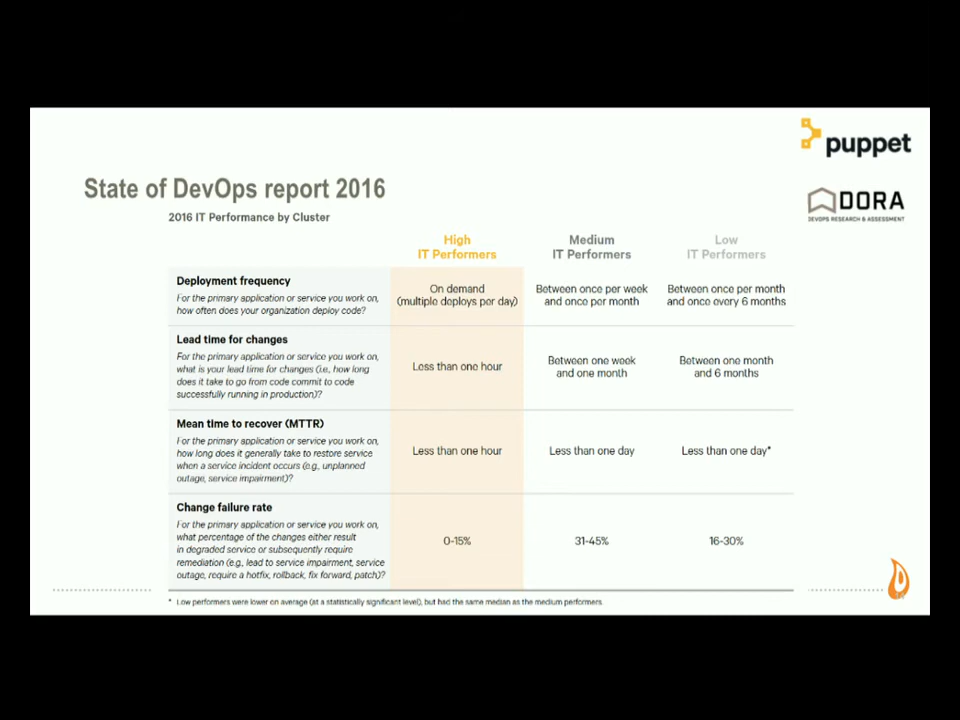 puppet
State of DevOps report 2016
DORA
DEVOPS RESEARCH & ASSESSMENT
2016 IT Performance by Cluster
High
IT Performers
Medium
IT Performers
Low
IT Performers
Deployment frequency
For the primary application or service you work on,
how often does your organization deploy code?
On demand
(multiple deploys per day)
Between once per week
and once per month
Between once per month
and once every 6 months
Lead time for changes
For the primary application or service you work on,
what is your lead time for changes (i.e., how long
does it take to go from code commit to code
successfully running in production)?
Less than one hour
Between one week
and one month
Between one month
and 6 months
Mean time to recover (MTTR)
For the primary application or service you work on,
how long does it generally take to restore service
when a service incident occurs (e.g., unplanned
outage, service impairment)?
Less than one hour
Less than one day
Less than one day*
Change failure rate
For the primary application or service you work on,
what percentage of the changes either result
in degraded service or subsequently require
remediation (e.g., lead to service impairment, service
outage, require a hotfix, rollback, fix forward, patch)?
0-15%
31-45%
16-30%
* Low performers were lower on average (at a statistically significant level), but had the same median as the medium performers.